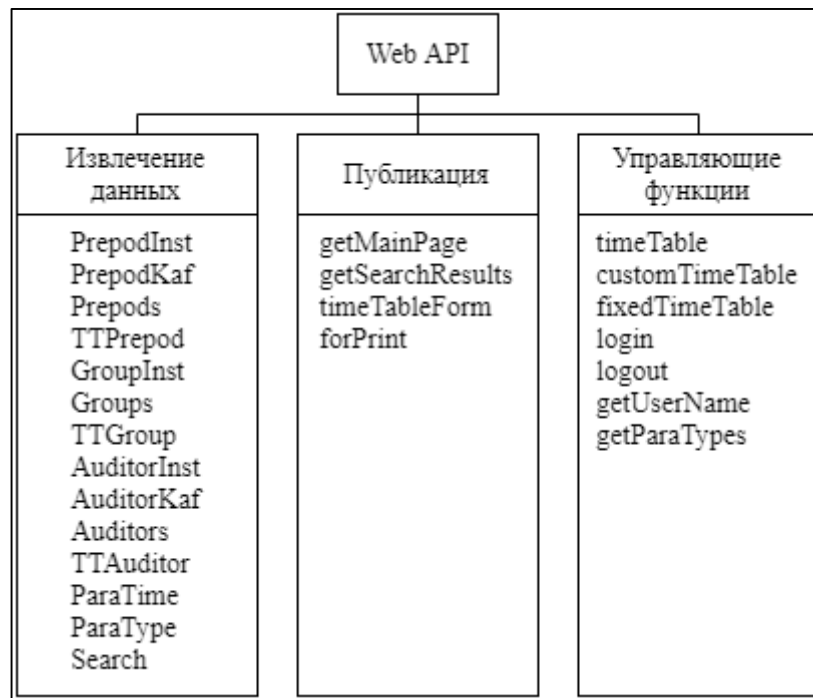 Web API
Извлечение
данных
PrepodInst
PrepodKaf
Prepods
TTPrepod
GroupInst
Groups
TTGroup
AuditorInst
AuditorKaf
Auditors
TTAuditor
ParaTime
ParaType
Search
Публикация
getMainPage
getSearchResults
timeTableForm
forPrint
Управляющие
функции
timeTable
customTimeTable
fixedTimeTable
login
logout
getUserName
getParaTypes